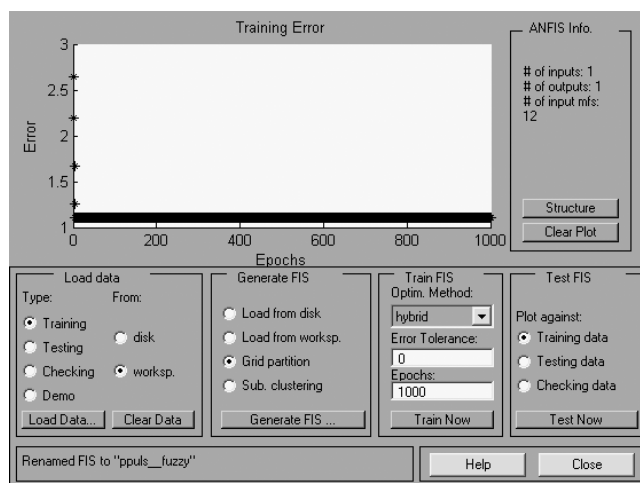 Training Error
ANFIS Info.
3
2.5
2
1.5
1
Error
0 200 400 600 800 1000
Epochs
# of inputs: 1
# of outputs: 1
# of input mfs:
12
Structure
Clear Plot
Load data
Type: From:
Training
Testing
Checking
Demo
disk
worksp.
Load Data... Clear Data
Generate FIS
Load from disk
Load from worksp.
Grid partition
Sub. clustering
Generate FIS ...
Train FIS
Optim. Method:
hybrid
Error Tolerance:
0
Epochs:
1000
Train Now
Test FIS
Plot against:
Training data
Testing data
Checking data
Test Now
Renamed FIS to "ppuls__fuzzy"
Help
Close